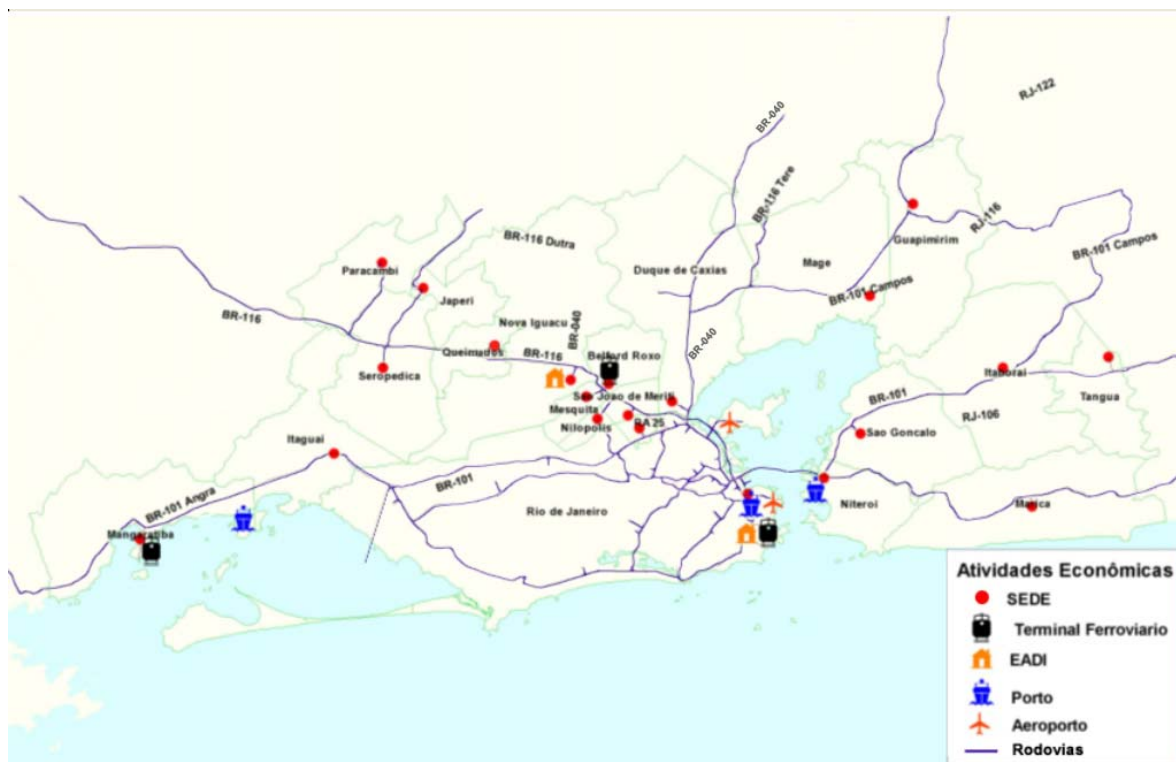 BR-040
RJ-122
BR-116 Tere
RJ-116
BR-116 Dutra
Guapimirim
BR-101 Campos
Paracambi
Duque de Caxias
Mage
BR-101 Campos
Japeri
BR-116
Nova Iguacu
BR-040
BR-040
Queimados
BR-116
Belford Roxo
Seropedica
Itaborai
Sao Joao de Meriti
BR-101
Tangua
Mesquita
RJ-106
Nilopolis
RA 25
Sao Goncalo
Itaguai
BR-101
BR-101 Angra
Rio de Janeiro
Niteroi
Marica
Mangaratiba
Atividades Econômicas
SEDE
Terminal Ferroviario
EADI
Porto
Aeroporto
Rodovias